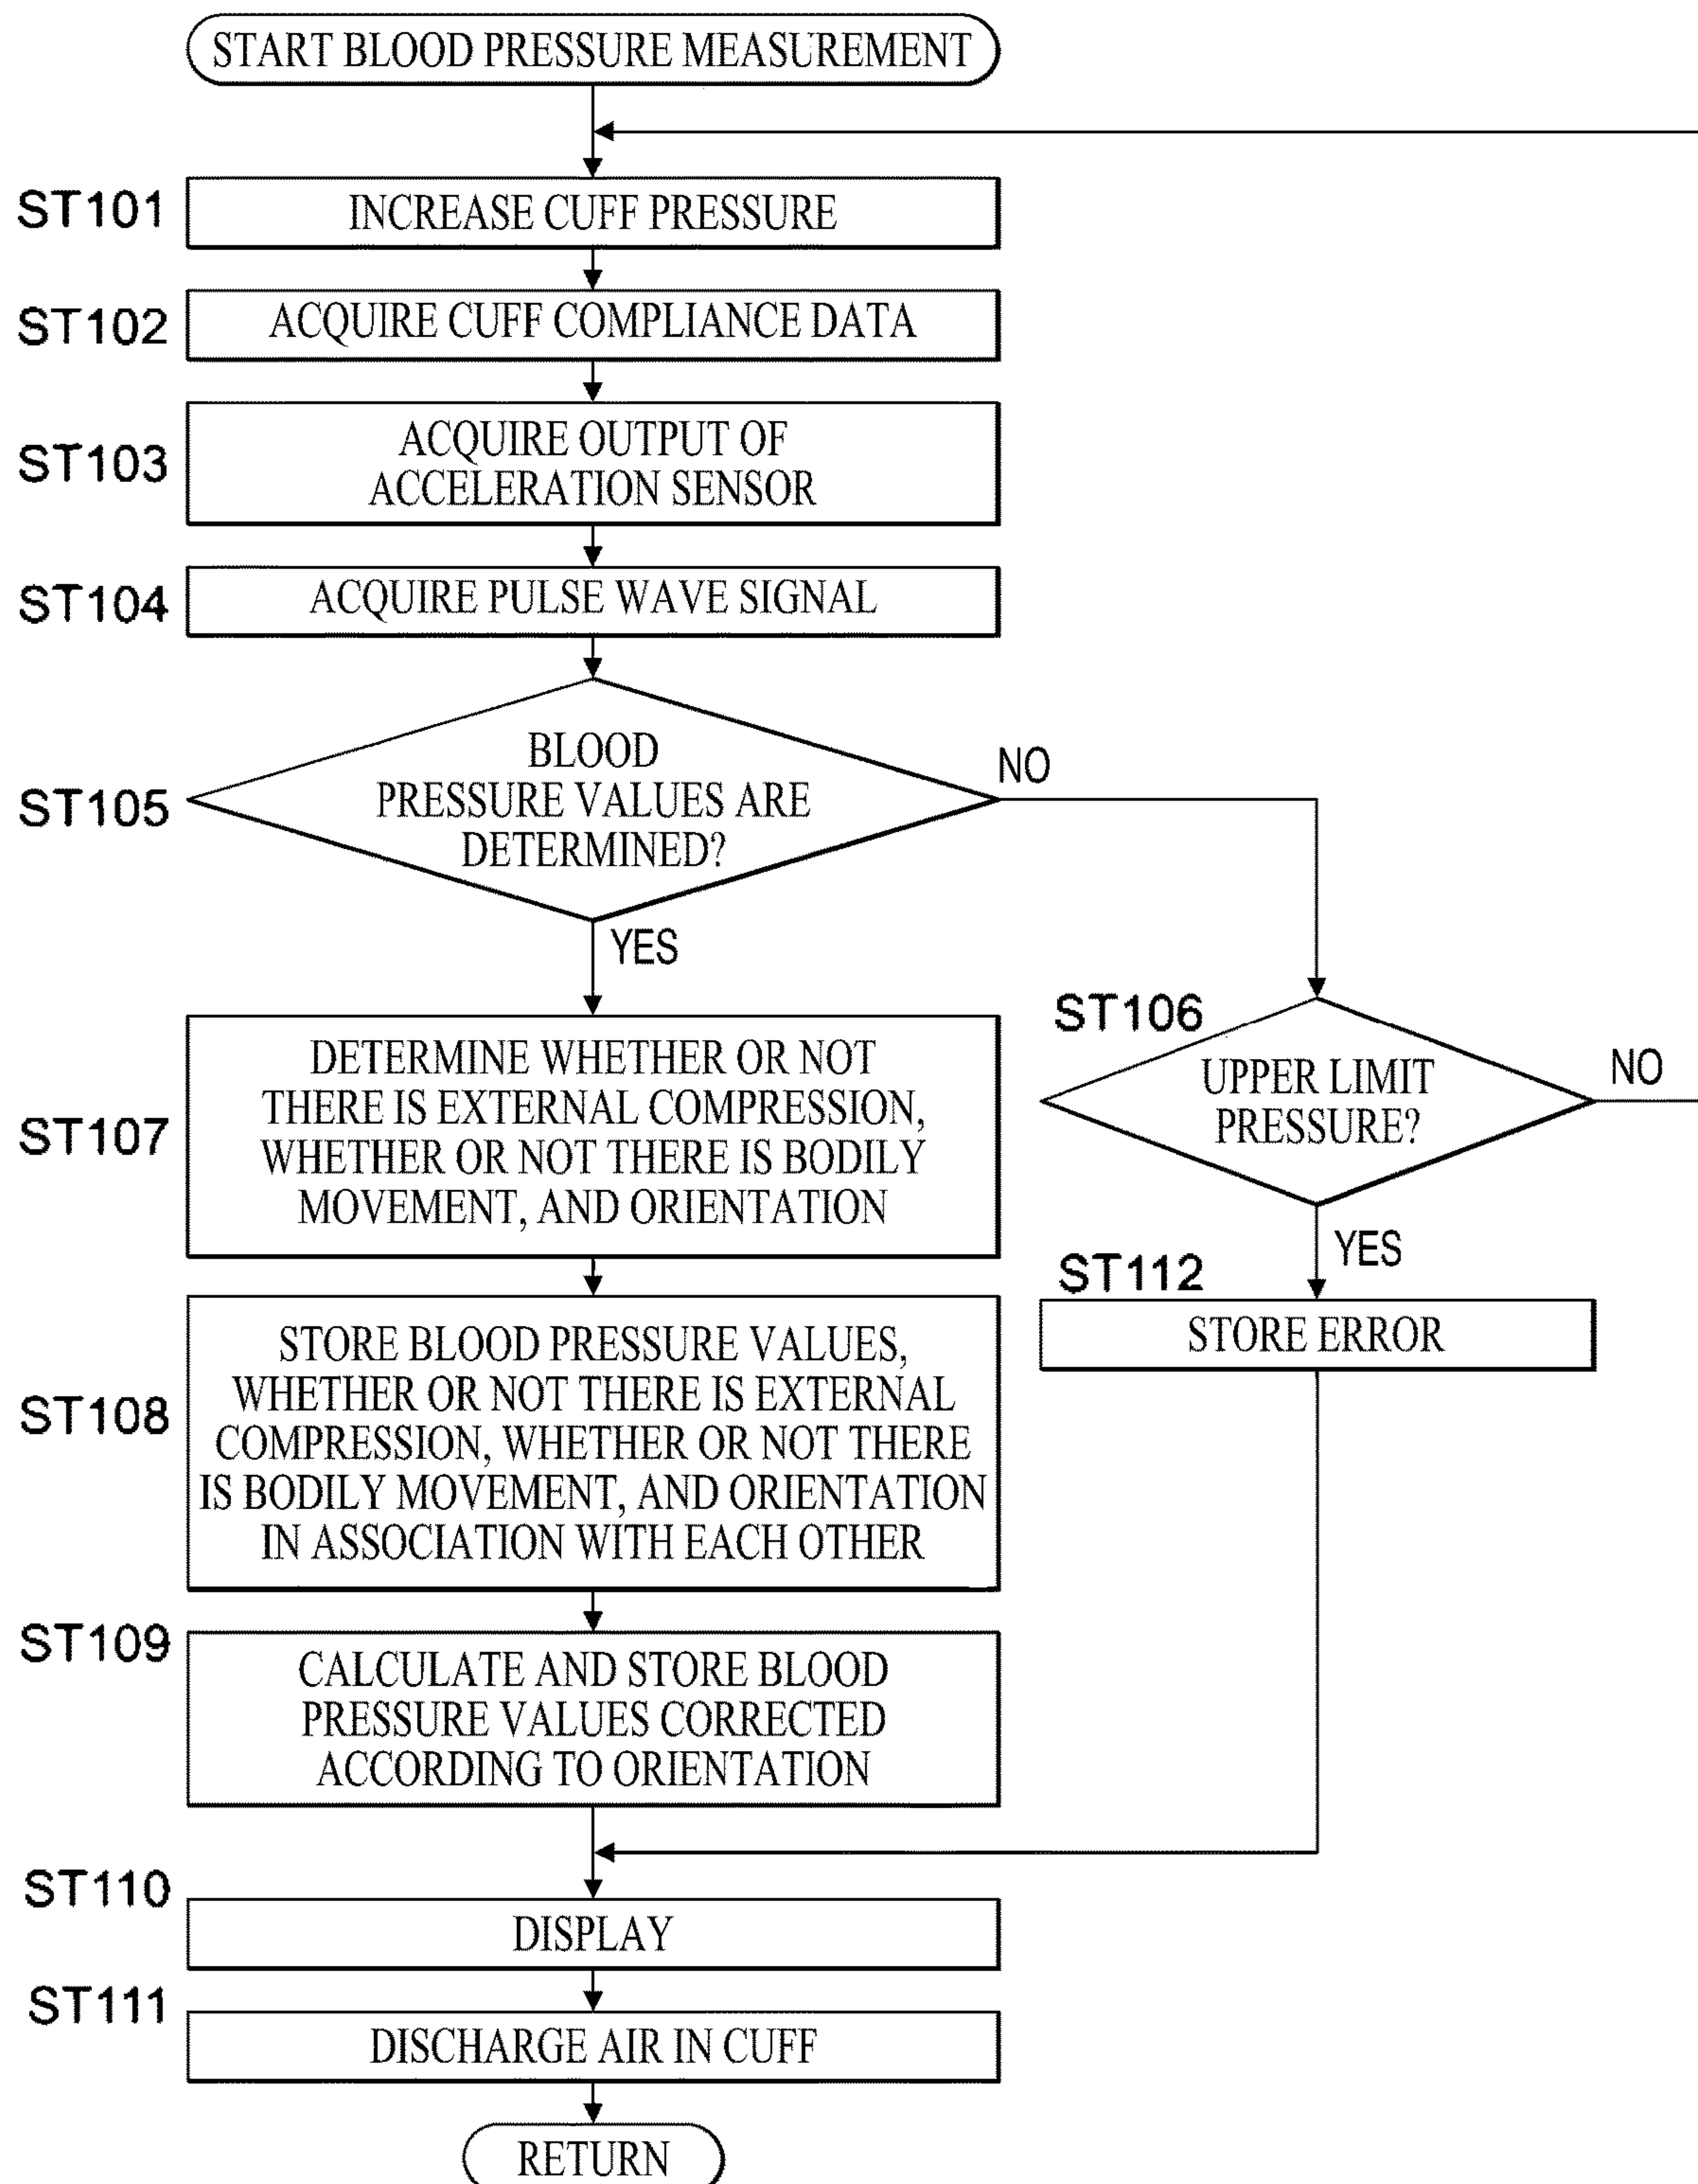 START BLOOD PRESSURE MEASUREMENT
ST101
INCREASE CUFF PRESSURE
ST102
ACQUIRE CUFF COMPLIANCE DATA
ST103
ACQUIRE OUTPUT OF
ACCELERATION SENSOR
ST104
ACQUIRE PULSE WAVE SIGNAL
ST105
BLOOD
PRESSURE VALUES ARE
DETERMINED?
NO
YES
ST106
UPPER LIMIT
PRESSURE?
NO
YES
ST107
DETERMINE WHETHER OR NOT
THERE IS EXTERNAL COMPRESSION,
WHETHER OR NOT THERE IS BODILY
MOVEMENT, AND ORIENTATION
ST112
STORE ERROR
ST108
STORE BLOOD PRESSURE VALUES,
WHETHER OR NOT THERE IS EXTERNAL
COMPRESSION, WHETHER OR NOT THERE
IS BODILY MOVEMENT, AND ORIENTATION
IN ASSOCIATION WITH EACH OTHER
ST109
CALCULATE AND STORE BLOOD
PRESSURE VALUES CORRECTED
ACCORDING TO ORIENTATION
ST110
DISPLAY
ST111
DISCHARGE AIR IN CUFF
RETURN